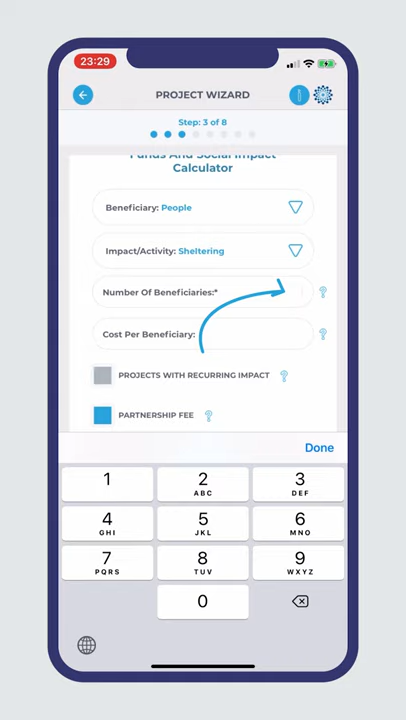 23:29
PROJECT WIZARD
Step: 3 of 8
Funds And Social Impact
Calculator
Beneficiary: People
Impact/Activity: Sheltering
Number Of Beneficiaries:*
Cost Per Beneficiary:
PROJECTS WITH RECURRING IMPACT
PARTNERSHIP FEE
Done
1
2 ABC
3 DEF
4 GHI
5 JKL
6 MNO
7 PQRS
8 TUV
9 WXYZ
0